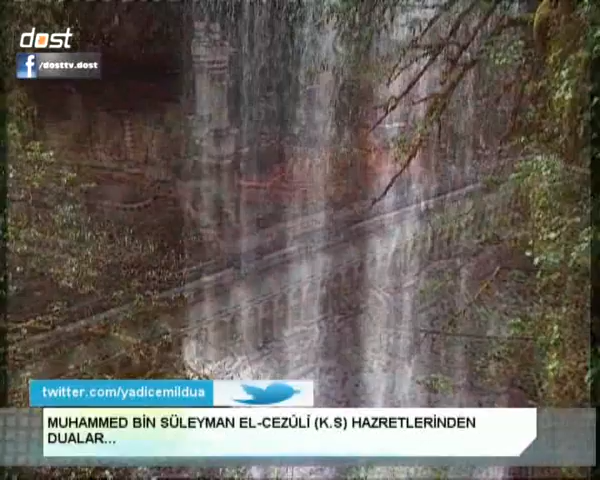 dost
f /dosttv.dost
twitter.com/yadicemildua
MUHAMMED BİN SÜLEYMAN EL-CEZÛLÎ (K.S) HAZRETLERİNDEN
DUALAR...